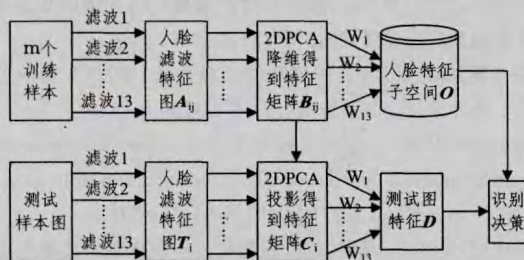 m个
训练
样本
滤波1
滤波2
滤波13
人脸
滤波
特征
图Aij
2DPCA
降维得
到特征
矩阵Bij
W1
W2
W13
人脸特征
子空间O
测试
样本图
滤波1
滤波2
滤波13
人脸
滤波
特征
图Ti
2DPCA
投影得
到特征
矩阵Ci
W1
W2
W13
测试图
特征D
识别
决策